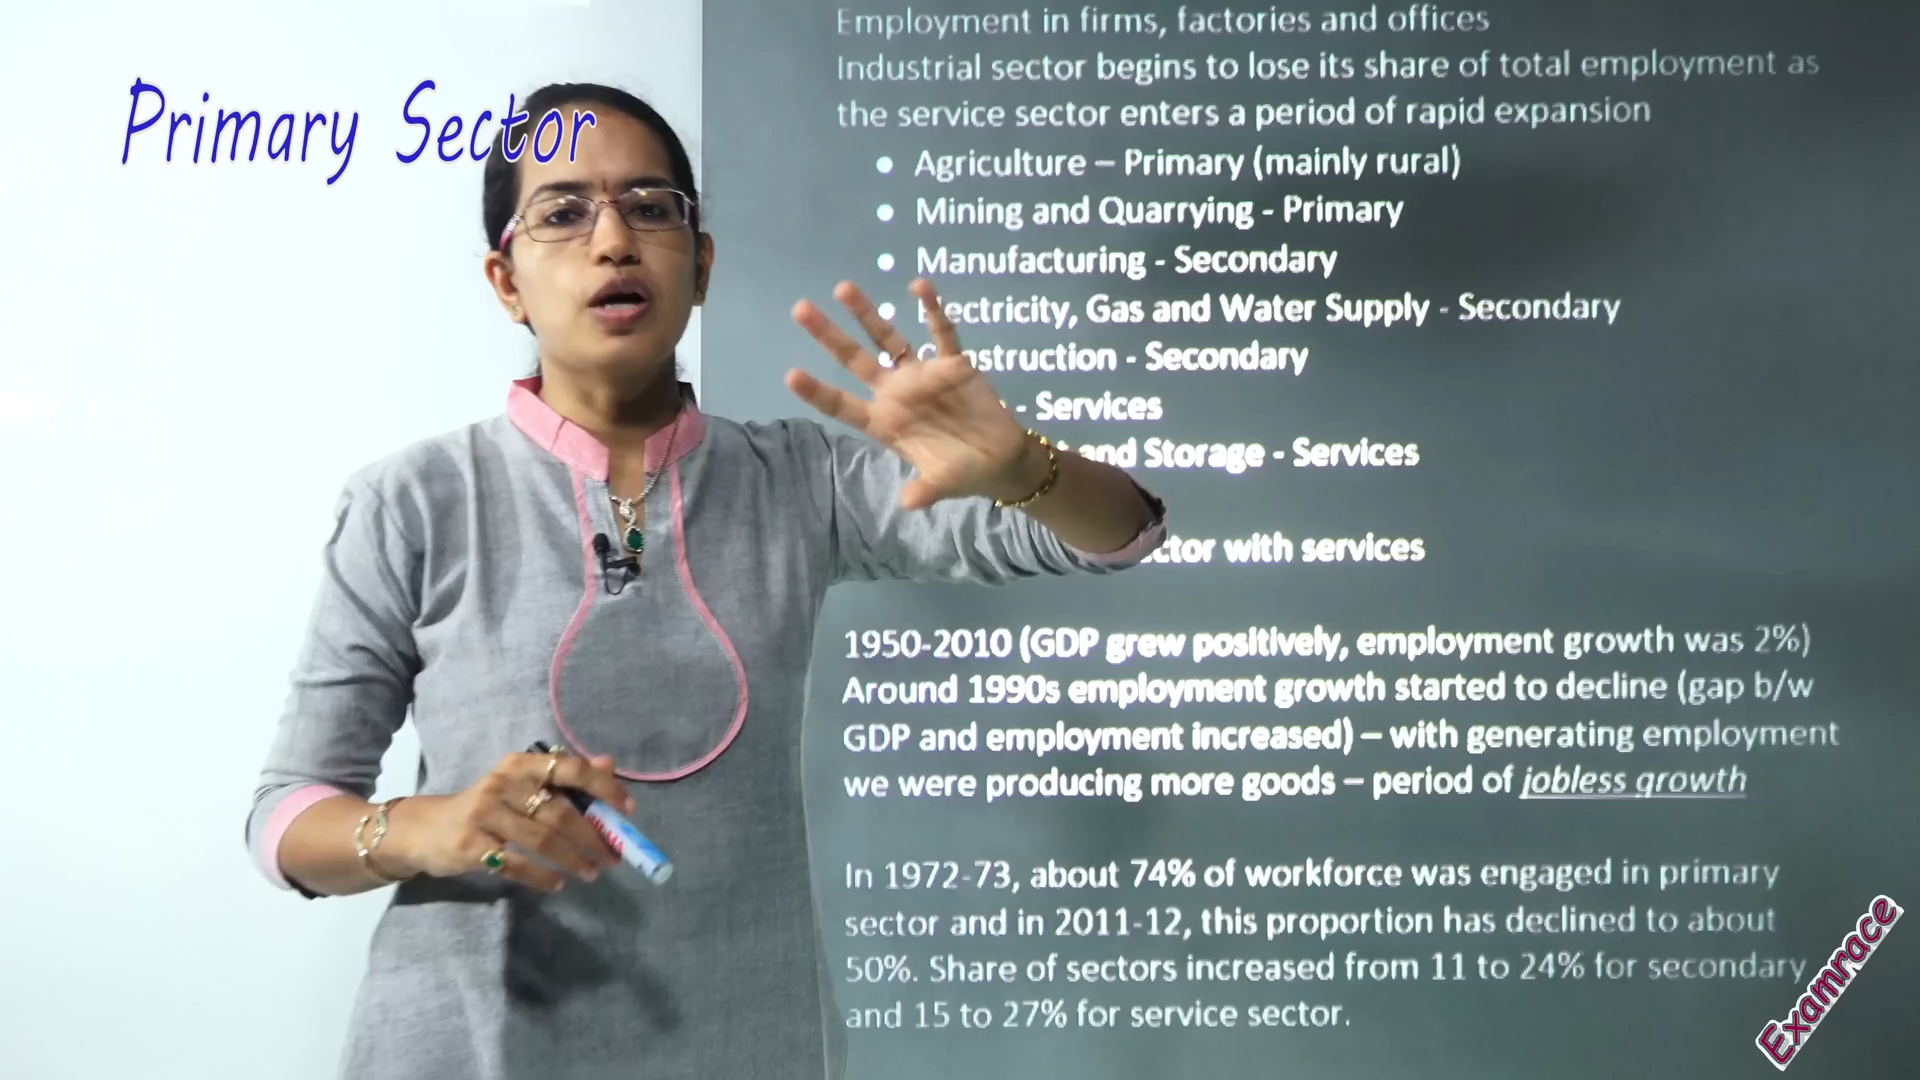 Primary Sector
Employment in firms, factories and offices
Industrial sector begins to lose its share of total employment as
the service sector enters a period of rapid expansion
• Agriculture – Primary (mainly rural)
• Mining and Quarrying - Primary
• Manufacturing - Secondary
• Electricity, Gas and Water Supply - Secondary
• Construction - Secondary
- Services
and Storage - Services
with services
1950-2010 (GDP grew positively, employment growth was 2%)
Around 1990s employment growth started to decline (gap b/w
GDP and employment increased) – with generating employment
we were producing more goods – period of jobless growth
In 1972-73, about 74% of workforce was engaged in primary
sector and in 2011-12, this proportion has declined to about
50%. Share of sectors increased from 11 to 24% for secondary
and 15 to 27% for service sector.
Examrace